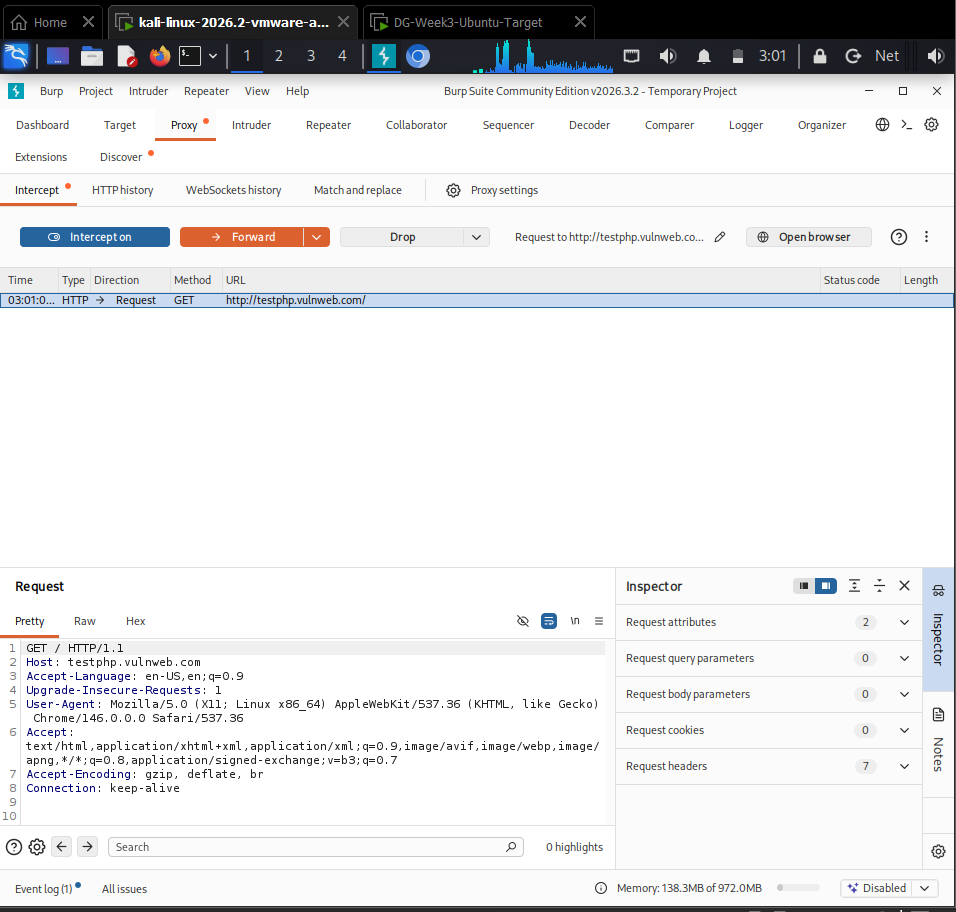 Home
kali-linux-2026.2-vmware-a...
DG-Week3-Ubuntu-Target
1 2 3 4
3:01
Net
Burp Project Intruder Repeater View Help
Burp Suite Community Edition v2026.3.2 - Temporary Project
Dashboard Target Proxy Intruder Repeater Collaborator Sequencer Decoder Comparer Logger Organizer
Extensions Discover
Intercept HTTP history WebSockets history Match and replace Proxy settings
Intercept on Forward Drop Request to http://testphp.vulnweb.co... Open browser
Time Type Direction Method URL Status code Length
03:01:0... HTTP → Request GET http://testphp.vulnweb.com/
Request
Pretty Raw Hex \n
1 GET / HTTP/1.1
2 Host: testphp.vulnweb.com
3 Accept-Language: en-US,en;q=0.9
4 Upgrade-Insecure-Requests: 1
5 User-Agent: Mozilla/5.0 (X11; Linux x86_64) AppleWebKit/537.36 (KHTML, like Gecko)
Chrome/146.0.0.0 Safari/537.36
6 Accept:
text/html,application/xhtml+xml,application/xml;q=0.9,image/avif,image/webp,image/
apng,*/*;q=0.8,application/signed-exchange;v=b3;q=0.7
7 Accept-Encoding: gzip, deflate, br
8 Connection: keep-alive
9
10
Search
0 highlights
Inspector
Request attributes 2
Request query parameters 0
Request body parameters 0
Request cookies 0
Request headers 7
Inspector
Notes
Event log (1) All issues
Memory: 138.3MB of 972.0MB
Disabled